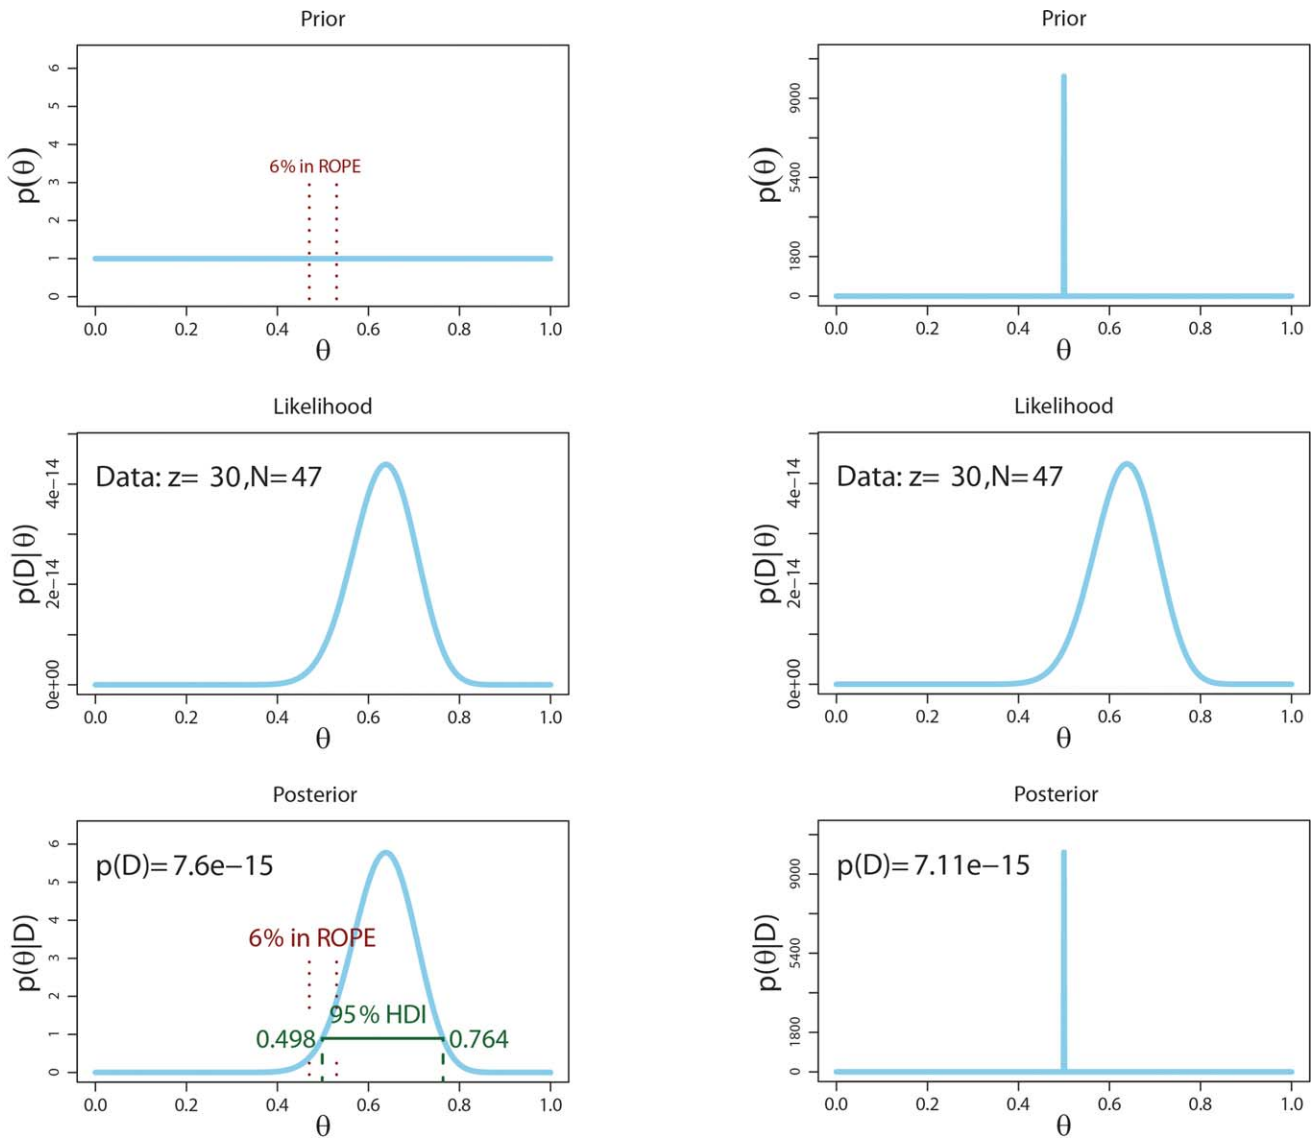 Prior
p(θ)
6
5
4
3
2
1
0
6% in ROPE
0.0 0.2 0.4 0.6 0.8 1.0
θ
Prior
p(θ)
9000
5400
1800
0
0.0 0.2 0.4 0.6 0.8 1.0
θ
Likelihood
p(D|θ)
4e−14
2e−14
0e+00
Data: z= 30,N=47
0.0 0.2 0.4 0.6 0.8 1.0
θ
Likelihood
p(D|θ)
4e−14
2e−14
0e+00
Data: z= 30,N=47
0.0 0.2 0.4 0.6 0.8 1.0
θ
Posterior
p(θ|D)
6
5
4
3
2
1
0
p(D)=7.6e−15
6% in ROPE
95% HDI
0.498 0.764
0.0 0.2 0.4 0.6 0.8 1.0
θ
Posterior
p(θ|D)
9000
5400
1800
0
p(D)=7.11e−15
0.0 0.2 0.4 0.6 0.8 1.0
θ